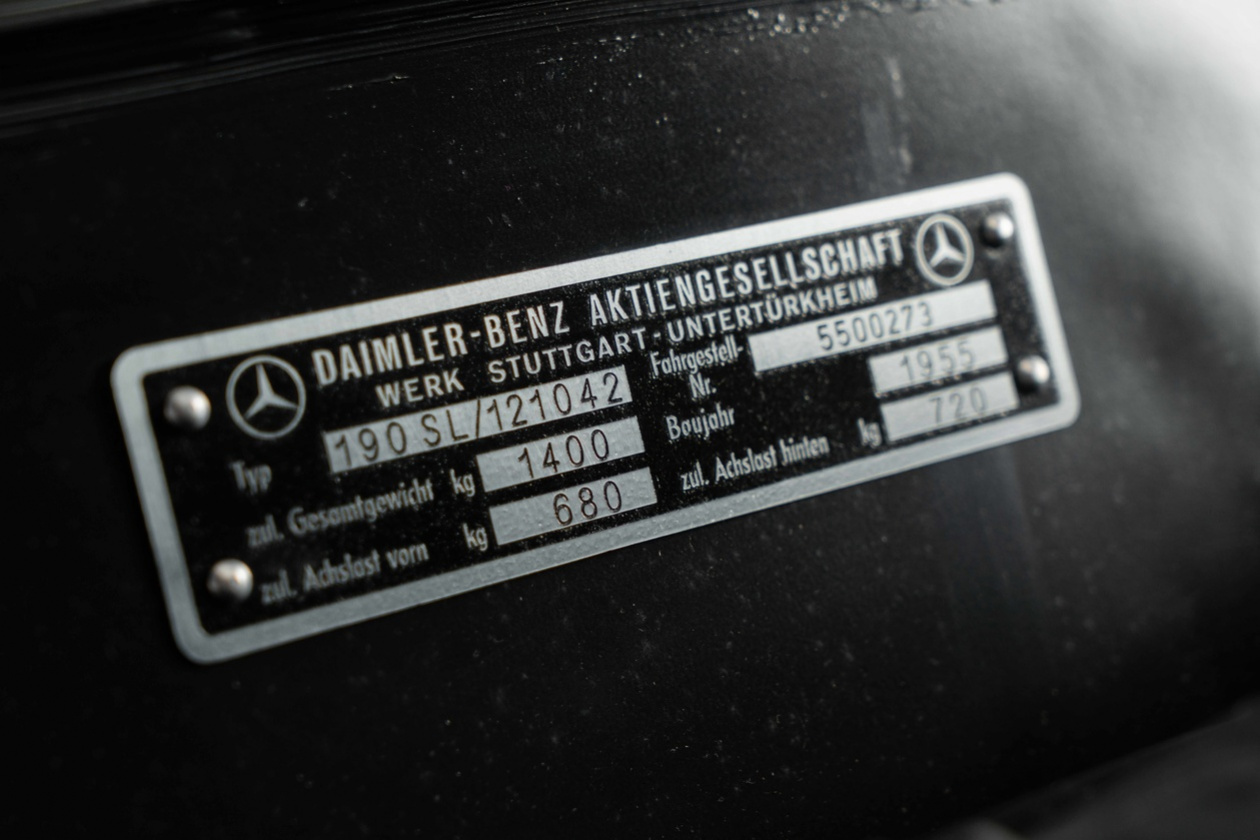 DAIMLER-BENZ AKTIENGESELLSCHAFT
WERK STUTTGART-UNTERTÜRKHEIM
Typ 190 SL/121042 Fahrgestell-Nr. 5500273
zul. Gesamtgewicht kg 1400 Baujahr 1955
zul. Achslast vorn kg 680 zul. Achslast hinten kg 720